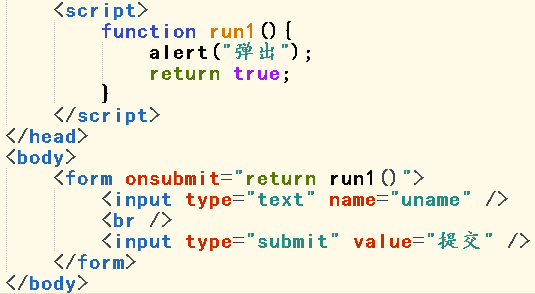 <script>
function run1(){
alert("弹出");
return true;
}
</script>
</head>
<body>
<form onsubmit="return run1()">
<input type="text" name="uname" />
<br />
<input type="submit" value="提交" />
</form>
</body>